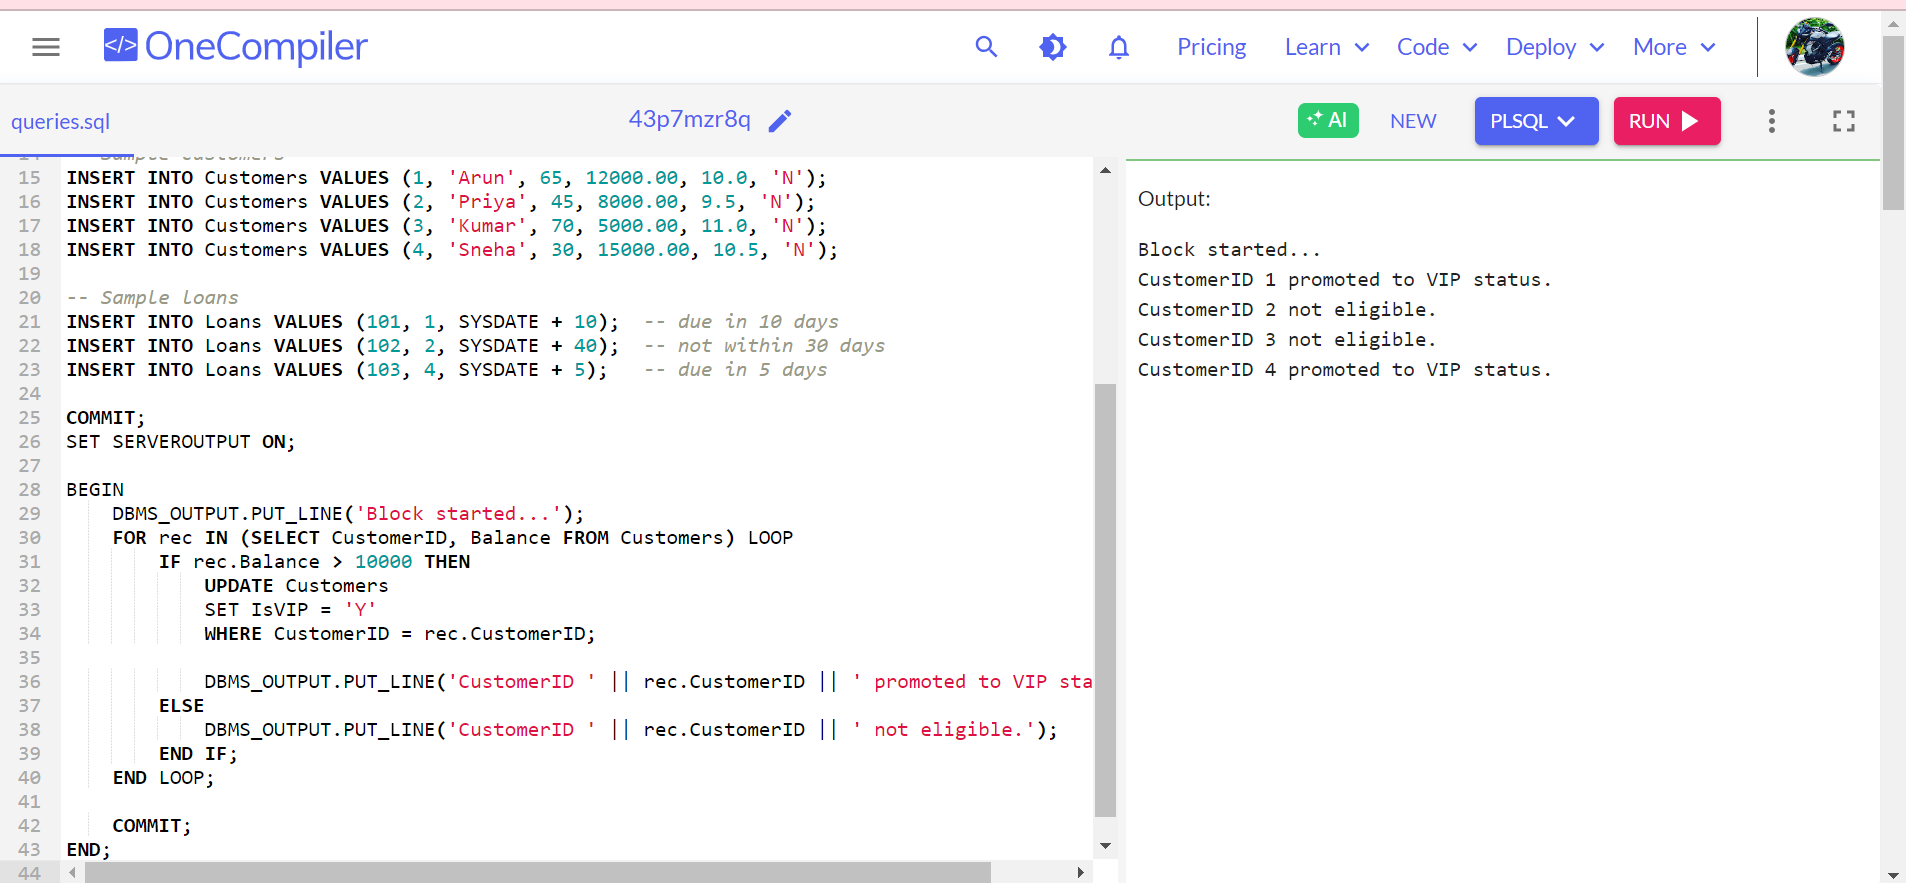 </> OneCompiler
Pricing Learn Code Deploy More
queries.sql
43p7mzr8q
AI NEW PLSQL RUN
14 -- Sample customers
15 INSERT INTO Customers VALUES (1, 'Arun', 65, 12000.00, 10.0, 'N');
16 INSERT INTO Customers VALUES (2, 'Priya', 45, 8000.00, 9.5, 'N');
17 INSERT INTO Customers VALUES (3, 'Kumar', 70, 5000.00, 11.0, 'N');
18 INSERT INTO Customers VALUES (4, 'Sneha', 30, 15000.00, 10.5, 'N');
19
20 -- Sample loans
21 INSERT INTO Loans VALUES (101, 1, SYSDATE + 10);  -- due in 10 days
22 INSERT INTO Loans VALUES (102, 2, SYSDATE + 40);  -- not within 30 days
23 INSERT INTO Loans VALUES (103, 4, SYSDATE + 5);   -- due in 5 days
24
25 COMMIT;
26 SET SERVEROUTPUT ON;
27
28 BEGIN
29     DBMS_OUTPUT.PUT_LINE('Block started...');
30     FOR rec IN (SELECT CustomerID, Balance FROM Customers) LOOP
31         IF rec.Balance > 10000 THEN
32             UPDATE Customers
33             SET IsVIP = 'Y'
34             WHERE CustomerID = rec.CustomerID;
35
36             DBMS_OUTPUT.PUT_LINE('CustomerID ' || rec.CustomerID || ' promoted to VIP sta
37         ELSE
38             DBMS_OUTPUT.PUT_LINE('CustomerID ' || rec.CustomerID || ' not eligible.');
39         END IF;
40     END LOOP;
41
42     COMMIT;
43 END;
44
Output:
Block started...
CustomerID 1 promoted to VIP status.
CustomerID 2 not eligible.
CustomerID 3 not eligible.
CustomerID 4 promoted to VIP status.